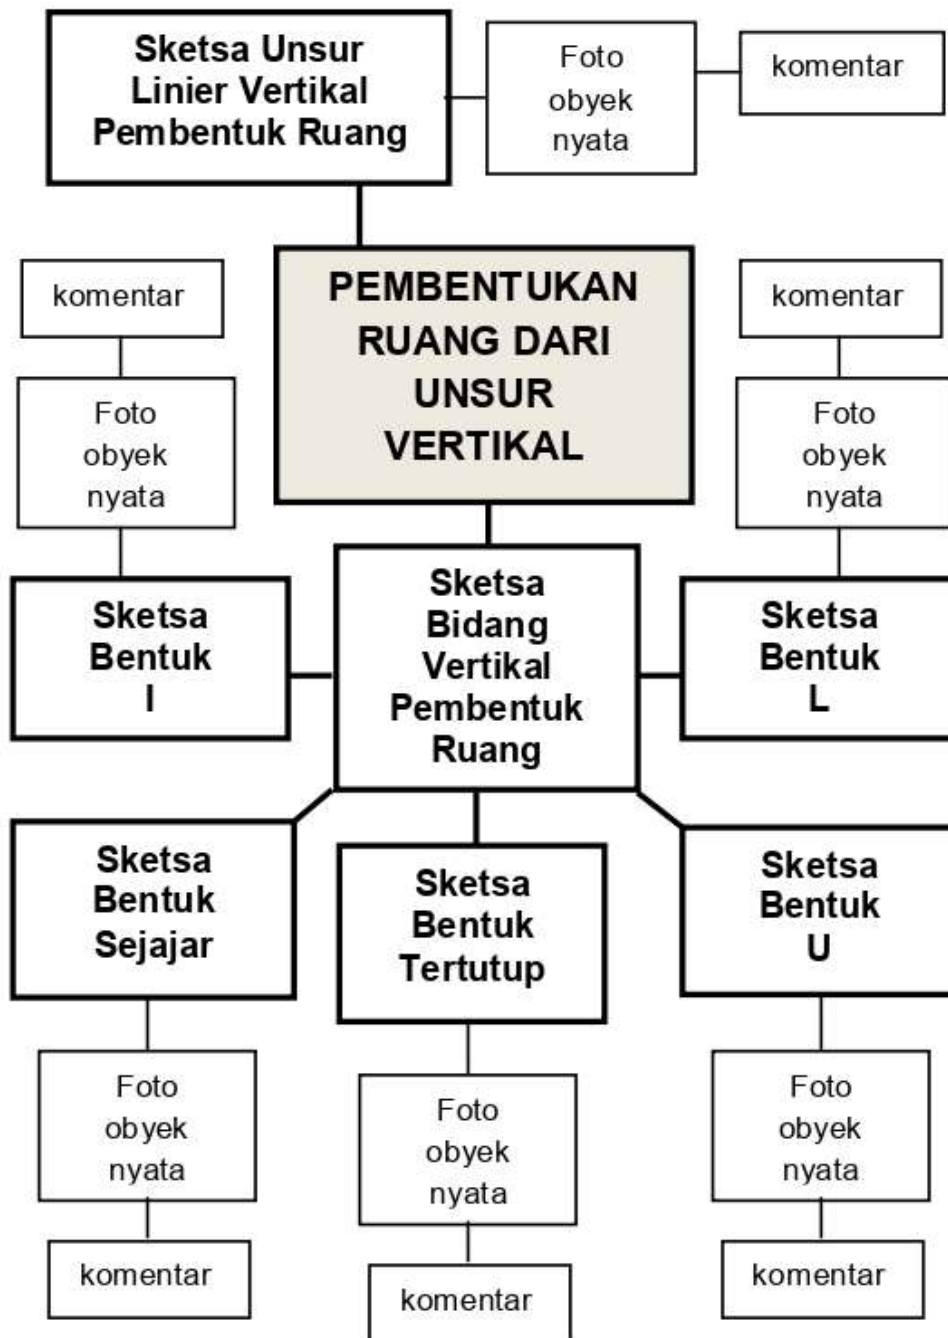 Sketsa Unsur
Linier Vertikal
Pembentuk Ruang
Foto
obyek
nyata
komentar
PEMBENTUKAN
RUANG DARI
UNSUR
VERTIKAL
komentar
Foto
obyek
nyata
komentar
Foto
obyek
nyata
Sketsa
Bentuk
I
Sketsa
Bidang
Vertikal
Pembentuk
Ruang
Sketsa
Bentuk
L
Sketsa
Bentuk
Sejajar
Sketsa
Bentuk
Tertutup
Sketsa
Bentuk
U
Foto
obyek
nyata
komentar
Foto
obyek
nyata
komentar
Foto
obyek
nyata
komentar